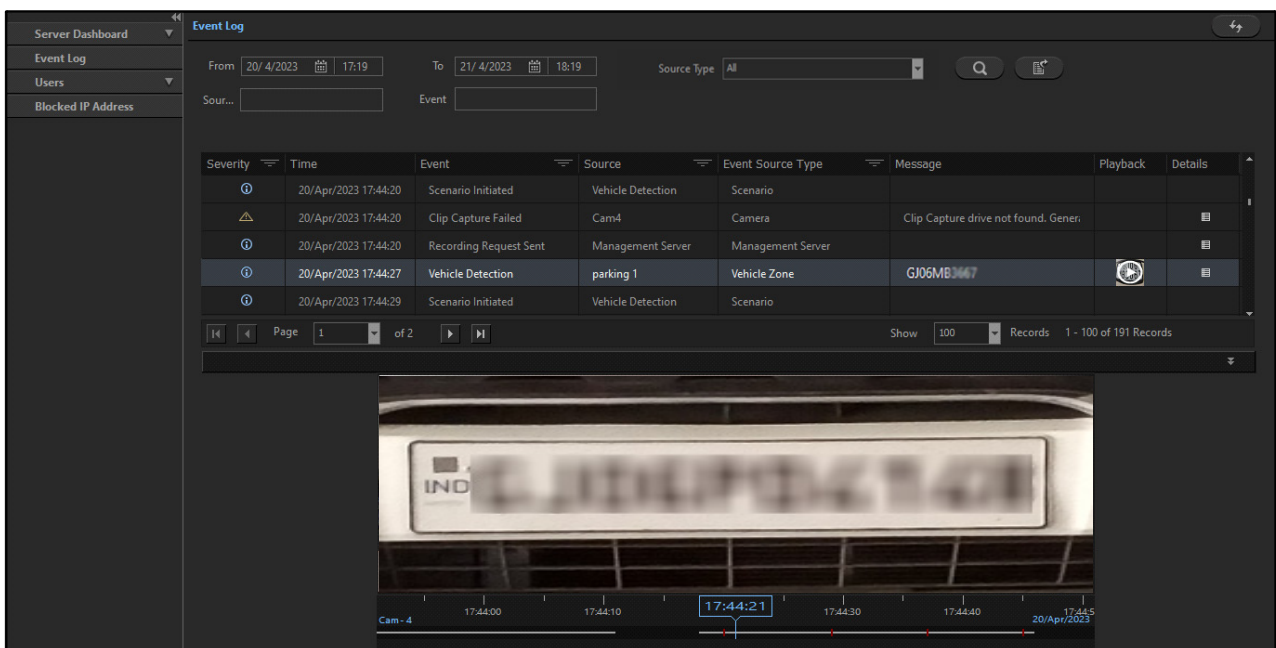 Server Dashboard
Event Log
Users
Blocked IP Address
Event Log
From 20/ 4/2023 17:19 To 21/ 4/2023 18:19 Source Type All
Sour... Event
Severity Time Event Source Event Source Type Message Playback Details
20/Apr/2023 17:44:20 Scenario Initiated Vehicle Detection Scenario
20/Apr/2023 17:44:20 Clip Capture Failed Cam4 Camera Clip Capture drive not found. Gener
20/Apr/2023 17:44:20 Recording Request Sent Management Server Management Server
20/Apr/2023 17:44:27 Vehicle Detection parking 1 Vehicle Zone GJ06MB
20/Apr/2023 17:44:29 Scenario Initiated Vehicle Detection Scenario
Page 1 of 2 Show 100 Records 1 - 100 of 191 Records
IND
17:44:00 17:44:10 17:44:21 17:44:30 17:44:40 17:44:5
Cam - 4 20/Apr/2023